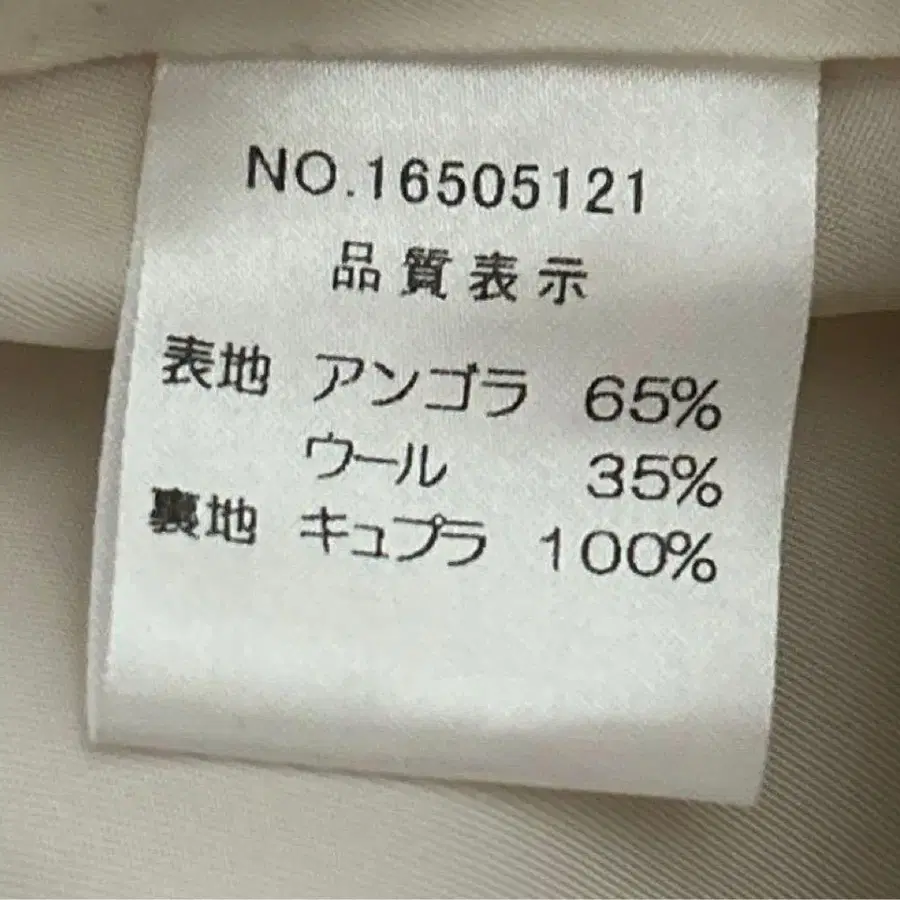 NO.16505121
品質表示
表地 アンゴラ 65%
ウール 35%
裏地 キュプラ 100%